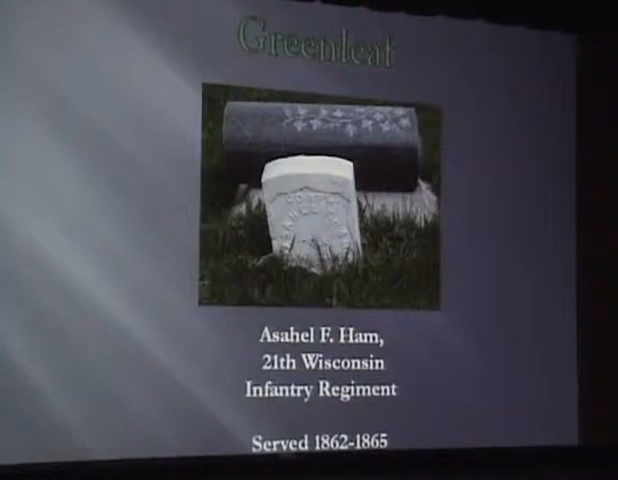 Greenleaf
Asahel F. Ham,
21th Wisconsin
Infantry Regiment
Served 1862-1865